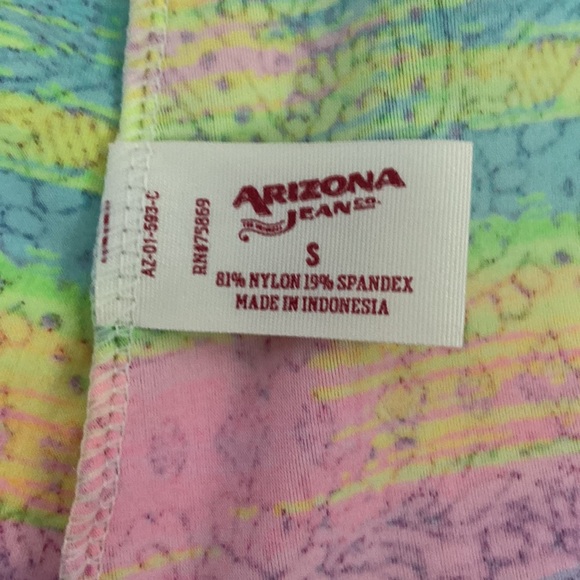 ARIZONA
JEAN CO.
S
81% NYLON 19% SPANDEX
MADE IN INDONESIA
RN#75869
AZ-01-593-C